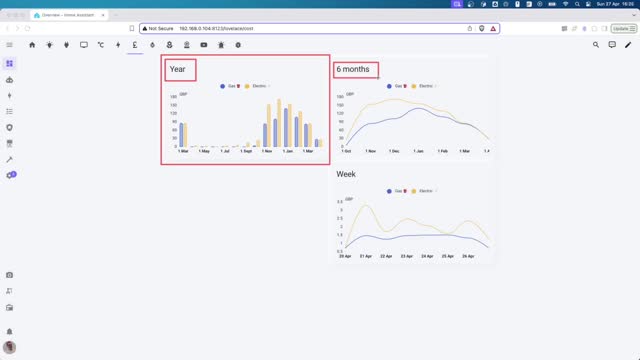 Sun 27 Apr 16:20
Overview – Home Assistant
Not Secure 192.168.0.104:8123/lovelace/cost
Update
Year
Gas Electric
GBP
180
150
120
90
60
30
0
1 Mar 1 May 1 Jul 1 Sept 1 Nov 1 Jan 1 Mar
6 months
Gas Electric
GBP
180
150
120
90
60
30
0
1 Oct 1 Nov 1 Dec 1 Jan 1 Feb 1 Mar 1 A
Week
Gas Electric
GBP
3.5
3
2.5
2
1.5
1
0.5
20 Apr 21 Apr 22 Apr 23 Apr 24 Apr 25 Apr 26 Apr